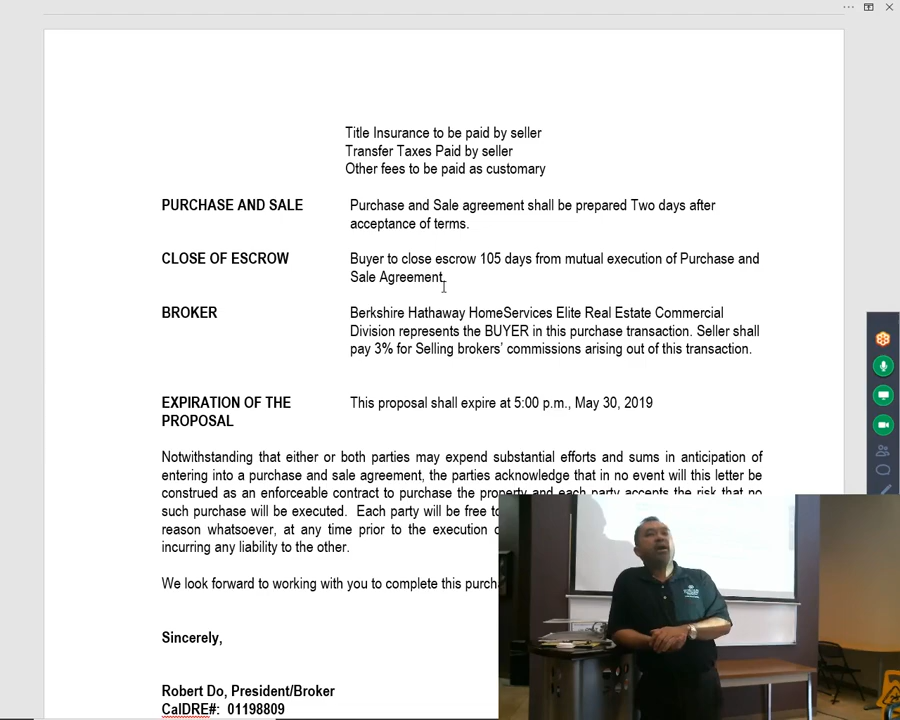 Title Insurance to be paid by seller
Transfer Taxes Paid by seller
Other fees to be paid as customary
PURCHASE AND SALE
Purchase and Sale agreement shall be prepared Two days after
acceptance of terms.
CLOSE OF ESCROW
Buyer to close escrow 105 days from mutual execution of Purchase and
Sale Agreement.
BROKER
Berkshire Hathaway HomeServices Elite Real Estate Commercial
Division represents the BUYER in this purchase transaction. Seller shall
pay 3% for Selling brokers’ commissions arising out of this transaction.
EXPIRATION OF THE
PROPOSAL
This proposal shall expire at 5:00 p.m., May 30, 2019
Notwithstanding that either or both parties may expend substantial efforts and sums in anticipation of
entering into a purchase and sale agreement, the parties acknowledge that in no event will this letter be
construed as an enforceable contract to purchase the property and each party accepts the risk that no
such purchase will be executed. Each party will be free to
reason whatsoever, at any time prior to the execution
incurring any liability to the other.
We look forward to working with you to complete this
Sincerely,
Robert Do, President/Broker
CalDRE#: 01198809